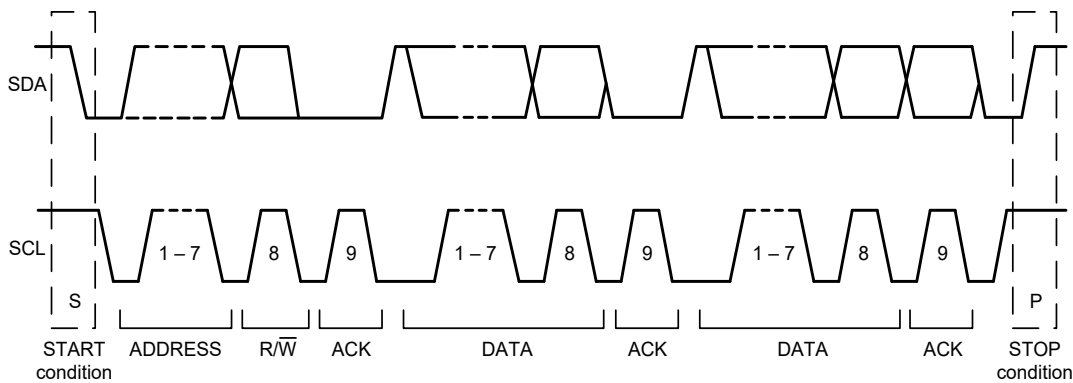 SDA
SCL
1 – 7
8
9
1 – 7
8
9
1 – 7
8
9
S
P
START
condition
ADDRESS
R/W̅
ACK
DATA
ACK
DATA
ACK
STOP
condition